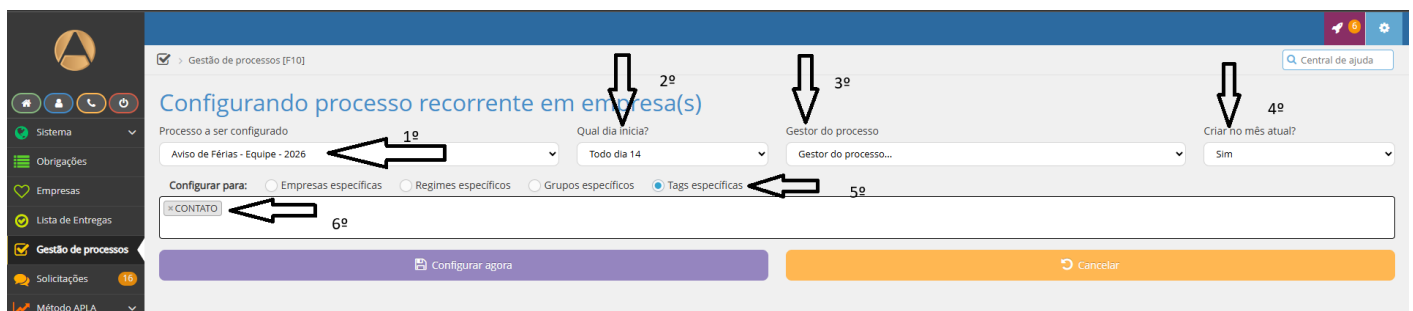 6
Gestão de processos [F10]
Central de ajuda
Configurando processo recorrente em empresa(s)
2º
3º
4º
Sistema
Processo a ser configurado
1º
Qual dia inicia?
Gestor do processo
Criar no mês atual?
Obrigações
Aviso de Férias - Equipe - 2026
Todo dia 14
Gestor do processo...
Sim
Empresas
Configurar para: Empresas específicas Regimes específicos Grupos específicos Tags específicas
5º
Lista de Entregas
×CONTATO
6º
Gestão de processos
Configurar agora
Cancelar
Solicitações 16
Método APLA